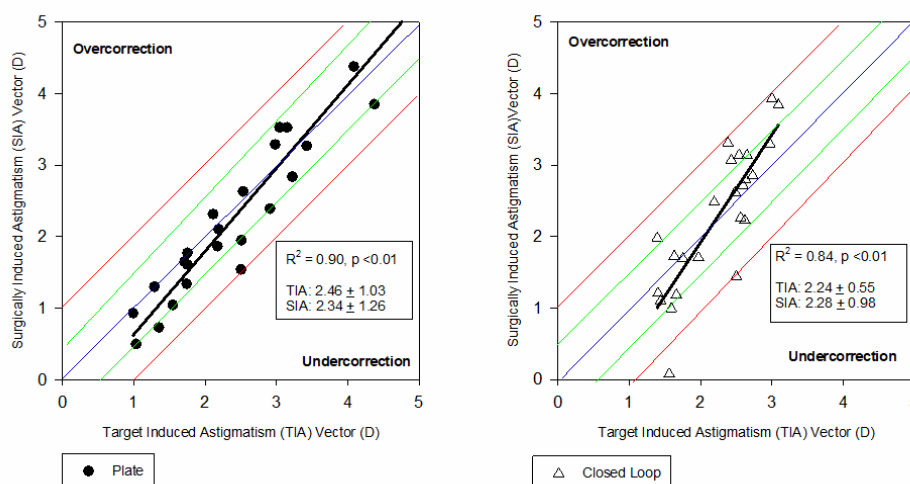 Surgically Induced Astigmatism (SIA) Vector (D)
5
4
3
2
1
0
Overcorrection
R2 = 0.90, p <0.01
TIA: 2.46 ± 1.03
SIA: 2.34 ± 1.26
Undercorrection
0 1 2 3 4 5
Target Induced Astigmatism (TIA) Vector (D)
Plate
Surgically Induced Astigmatism (SIA)Vector (D)
5
4
3
2
1
0
Overcorrection
R2 = 0.84, p <0.01
TIA: 2.24 ± 0.55
SIA: 2.28 ± 0.98
Undercorrection
0 1 2 3 4 5
Target Induced Astigmatism (TIA) Vector (D)
Closed Loop